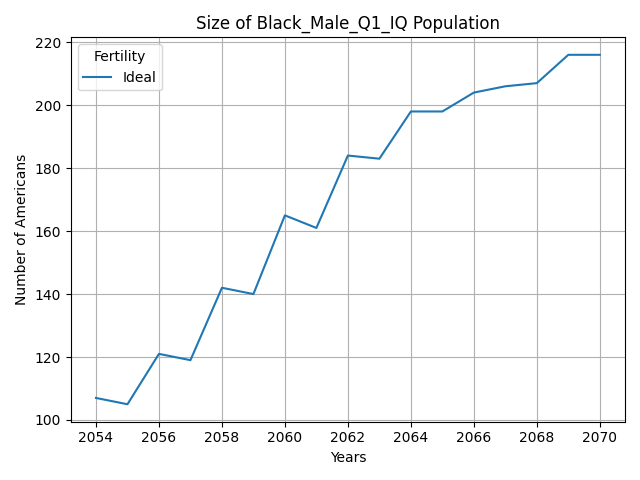 Size of Black_Male_Q1_IQ Population
Fertility
Ideal
Number of Americans
220
200
180
160
140
120
100
2054 2056 2058 2060 2062 2064 2066 2068 2070
Years